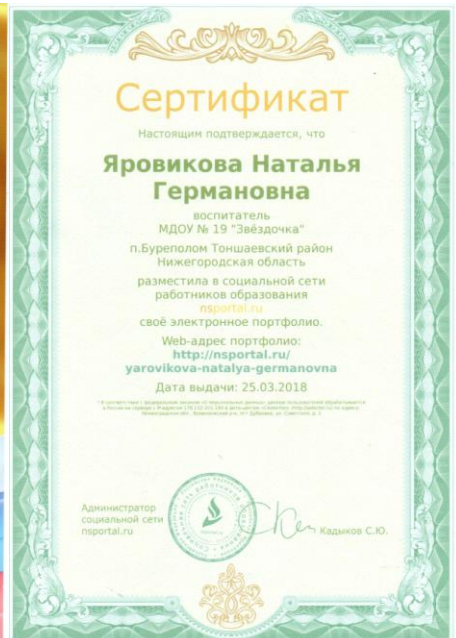 Сертификат
Настоящим подтверждается, что
Яровикова Наталья
Германовна
воспитатель
МДОУ № 19 "Звёздочка"
п.Буреполом Тоншаевский район
Нижегородская область
разместила в социальной сети
работников образования
nsportal.ru
своё электронное портфолио.
Web-адрес портфолио:
http://nsportal.ru/
yarovikova-natalya-germanovna
Дата выдачи: 25.03.2018
Администратор
социальной сети
nsportal.ru
Кадыков С.Ю.